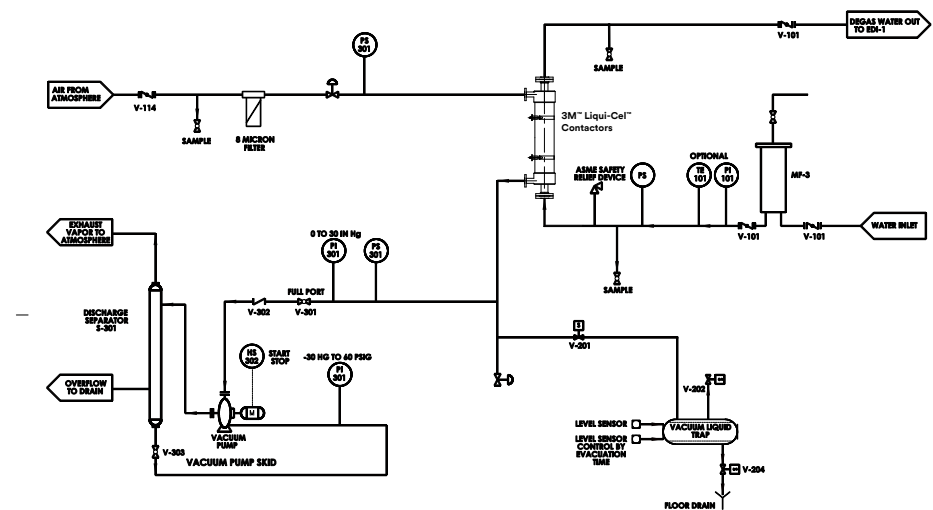 DEGAS WATER OUT
TO EDI-1
V-101
SAMPLE
PS
301
AIR FROM
ATMOSPHERE
V-114
SAMPLE
8 MICRON
FILTER
3M™ Liqui-Cel™
Contactors
ASME SAFETY
RELIEF DEVICE
PS
OPTIONAL
TE
101
PI
101
MF-3
V-101
V-101
WATER INLET
SAMPLE
EXHAUST
VAPOR TO
ATMOSPHERE
0 TO 30 IN Hg
PI
301
PS
301
FULL PORT
V-302
V-301
DISCHARGE
SEPARATOR
S-301
S
V-201
HS
302
START
STOP
-30 HG TO 60 PSIG
PI
301
OVERFLOW
TO DRAIN
M
VACUUM
PUMP
V-202
LEVEL SENSOR
LEVEL SENSOR
CONTROL BY
EVACUATION
TIME
VACUUM LIQUID
TRAP
V-303
VACUUM PUMP SKID
V-204
FLOOR DRAIN